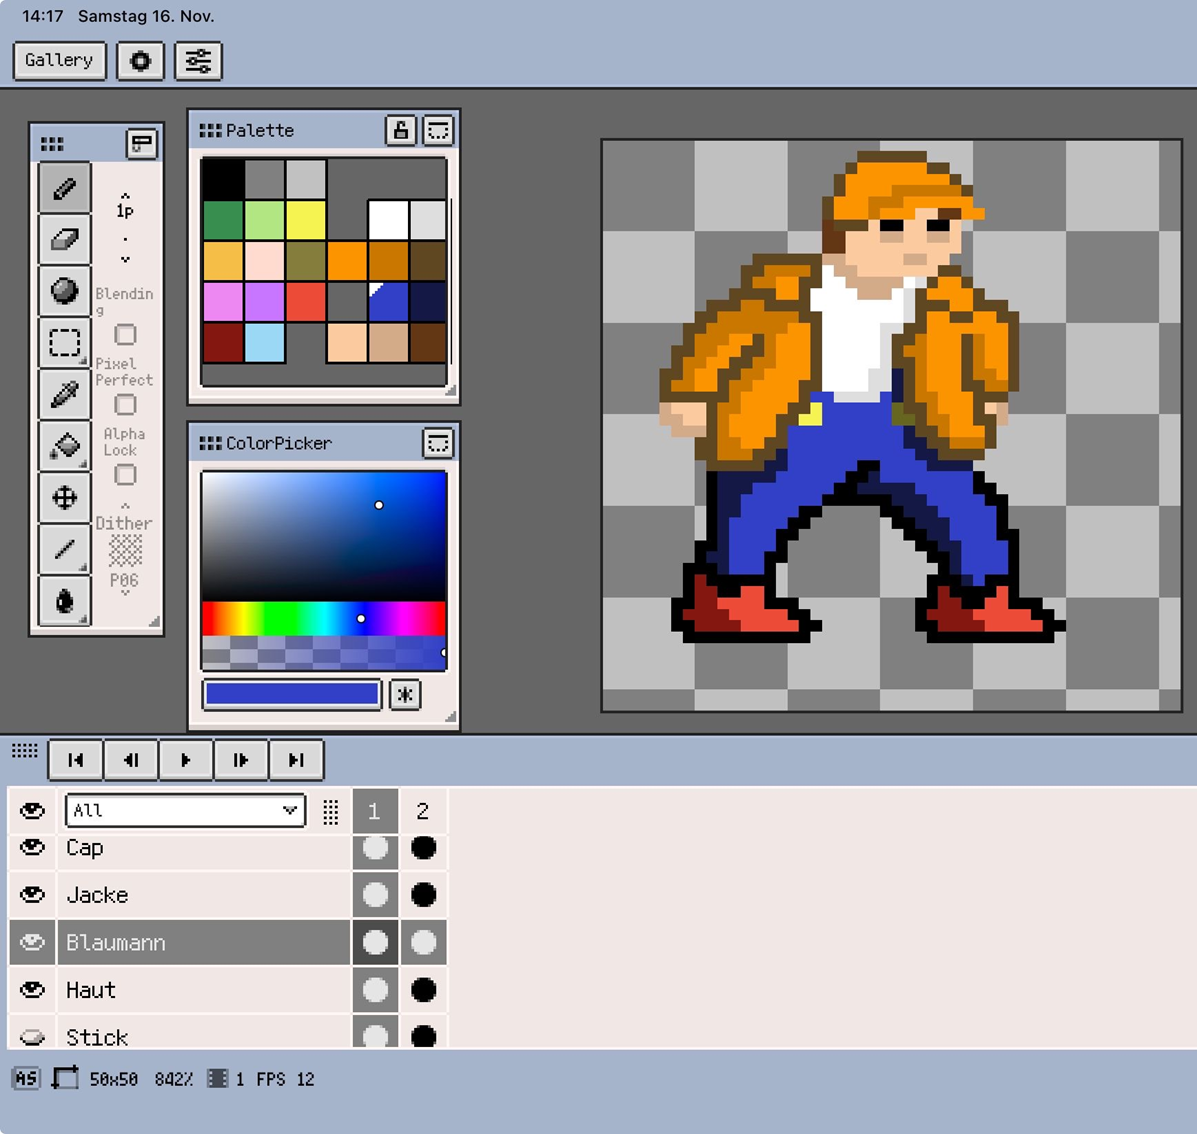 14:17 Samstag 16. Nov.
Gallery
Palette
1p
Blendin
g
Pixel
Perfect
Alpha
Lock
Dither
P06
ColorPicker
All 1 2
Cap
Jacke
Blaumann
Haut
Stick
AS 50x50 842% 1 FPS 12